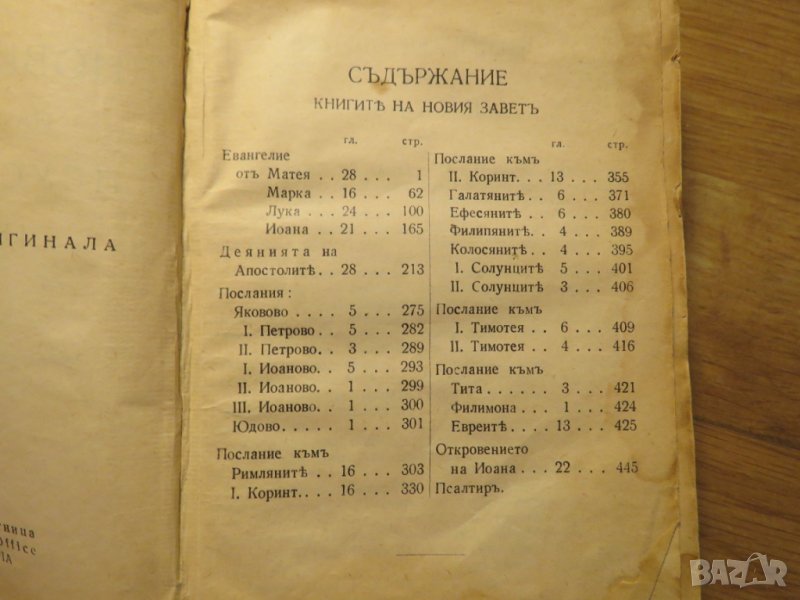 ИГИНАЛА
вница
Office
ИА
СЪДЪРЖАНИЕ
КНИГИТѢ НА НОВИЯ ЗАВЕТЪ
гл. стр.
Евангелие
отъ Матея . 28 . . . 1
Марка . . 16 . . . 62
Лука . . 24 . . . 100
Иоана . . 21 . . . 165
Деянията на
Апостолитѣ . . 28 . . . 213
Послания :
Яковово . . . . 5 . . . 275
I. Петрово . . 5 . . . 282
II. Петрово. . . 3 . . . 289
I. Иоаново. . . 5 . . . 293
II. Иоаново. . . 1 . . . 299
III. Иоаново. . . 1 . . . 300
Юдово . . . . 1 . . . 301
Послание къмъ
Римлянитѣ . . 16 . . . 303
I. Коринт. . . . 16 . . . 330
гл. стр.
Послание къмъ
II. Коринт. . . 13 . . . 355
Галатянитѣ . . 6 . . . 371
Ефесянитѣ . . 6 . . . 380
Филипянитѣ. . 4 . . . 389
Колосянитѣ . . 4 . . . 395
I. Солунцитѣ 5 . . . 401
II. Солунцитѣ 3 . . . 406
Послание къмъ
I. Тимотея . . 6 . . . 409
II. Тимотея . . 4 . . . 416
Послание къмъ
Тита . . . . . 3 . . . 421
Филимона . . . 1 . . . 424
Евреитѣ . . . 13 . . . 425
Откровението
на Иоана . . . 22 . . . 445
Псалтиръ.
BAZAR